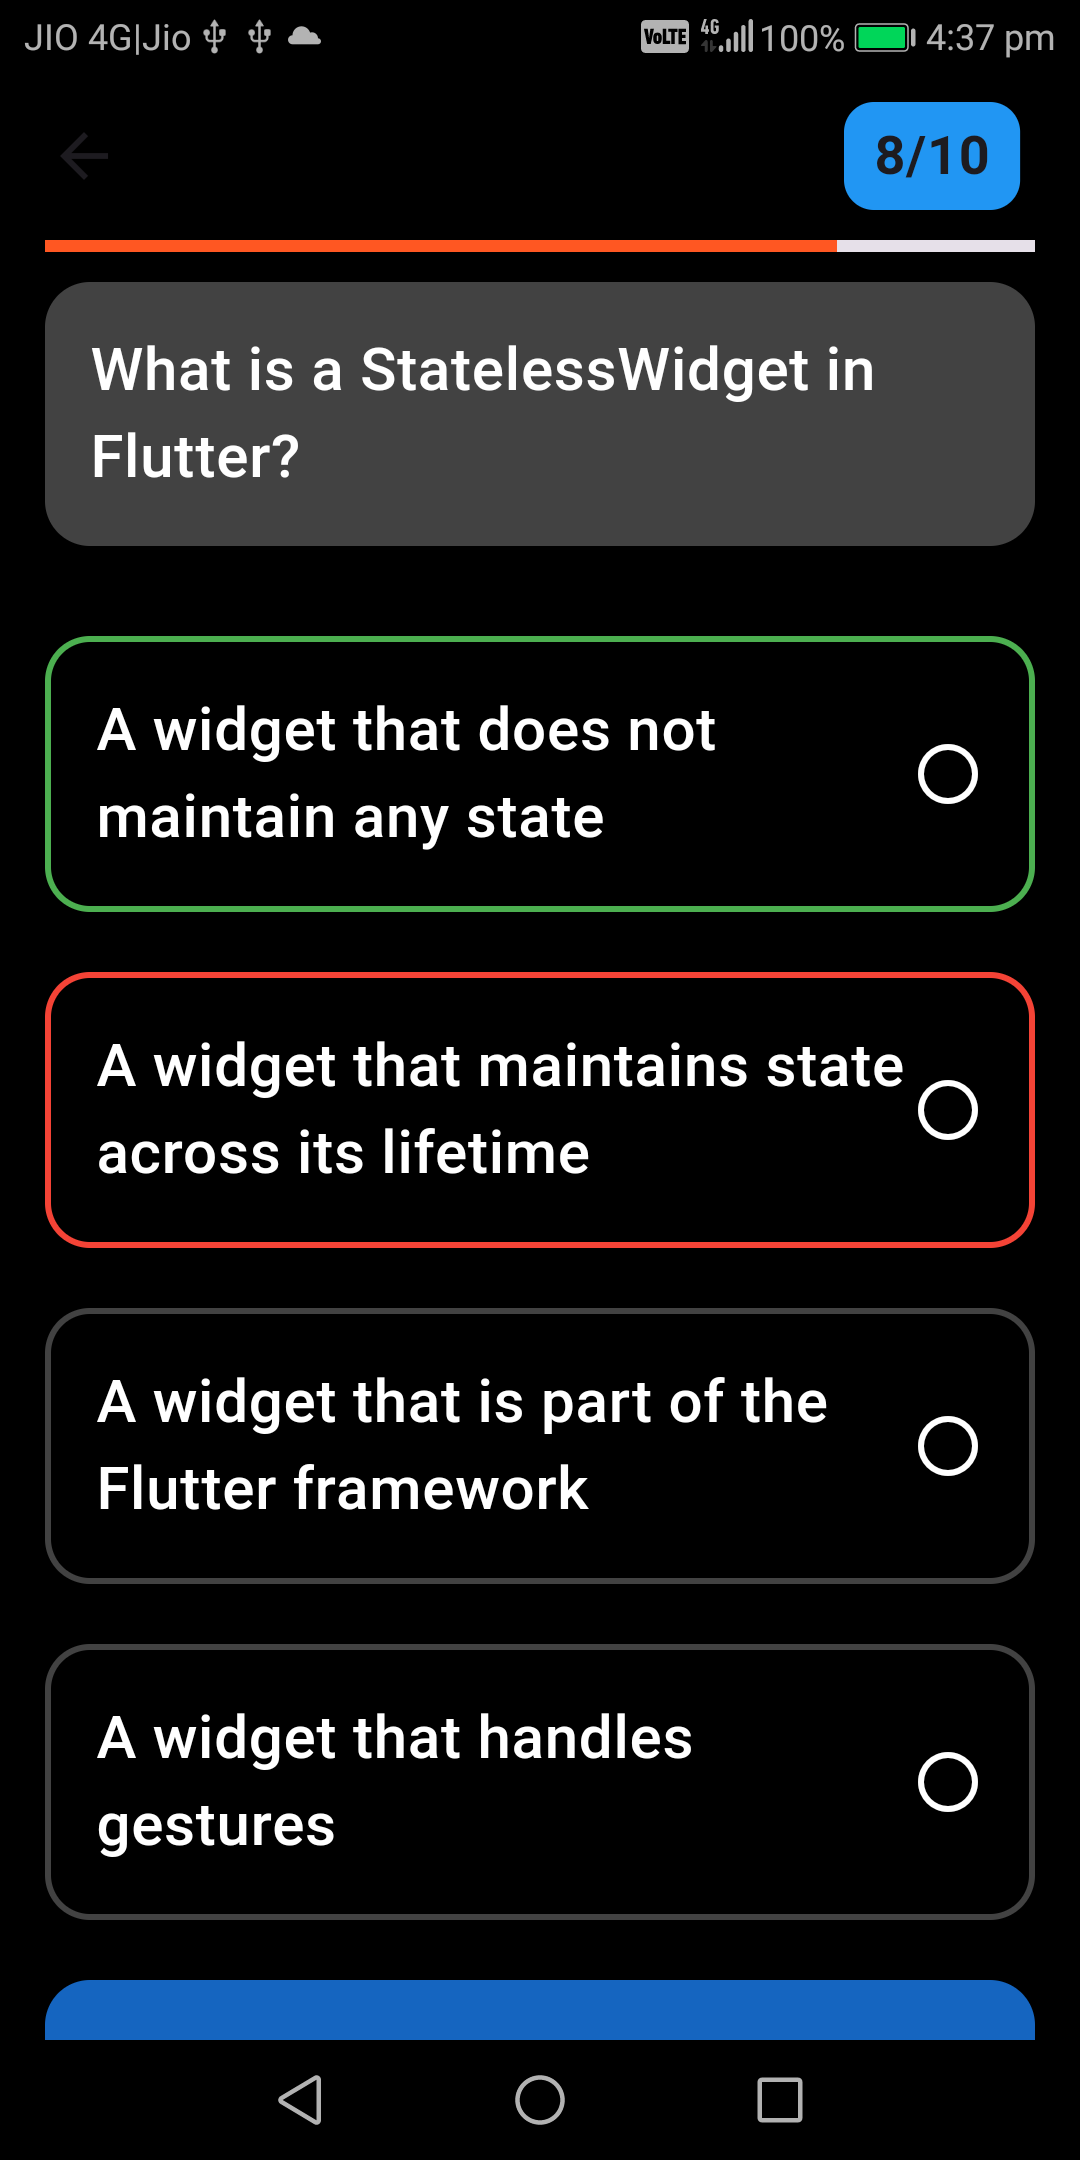 JIO 4G|Jio VoLTE 4G 100% 4:37 pm
8/10
What is a StatelessWidget in
Flutter?
A widget that does not
maintain any state
A widget that maintains state
across its lifetime
A widget that is part of the
Flutter framework
A widget that handles
gestures